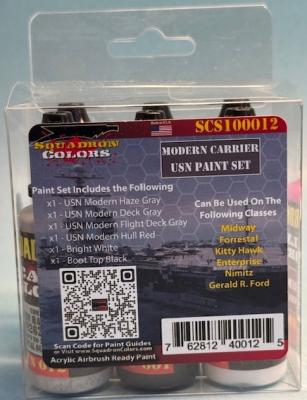 SCS100012
SQUADRON
COLORS
MODERN CARRIER
USN PAINT SET
Paint Set Includes the Following
x1 - USN Modern Haze Gray
x1 - USN Modern Deck Gray
x1 - USN Modern Flight Deck Gray
x1 - USN Modern Hull Red
x1 - Bright White
x1 - Boot Top Black
Can Be Used On The
Following Classes
Midway
Forrestal
Kitty Hawk
Enterprise
Nimitz
Gerald R. Ford
Scan Code for Paint Guides
or Visit www.SquadronColors.com
Acrylic Airbrush Ready Paint
7 62812 40012 5